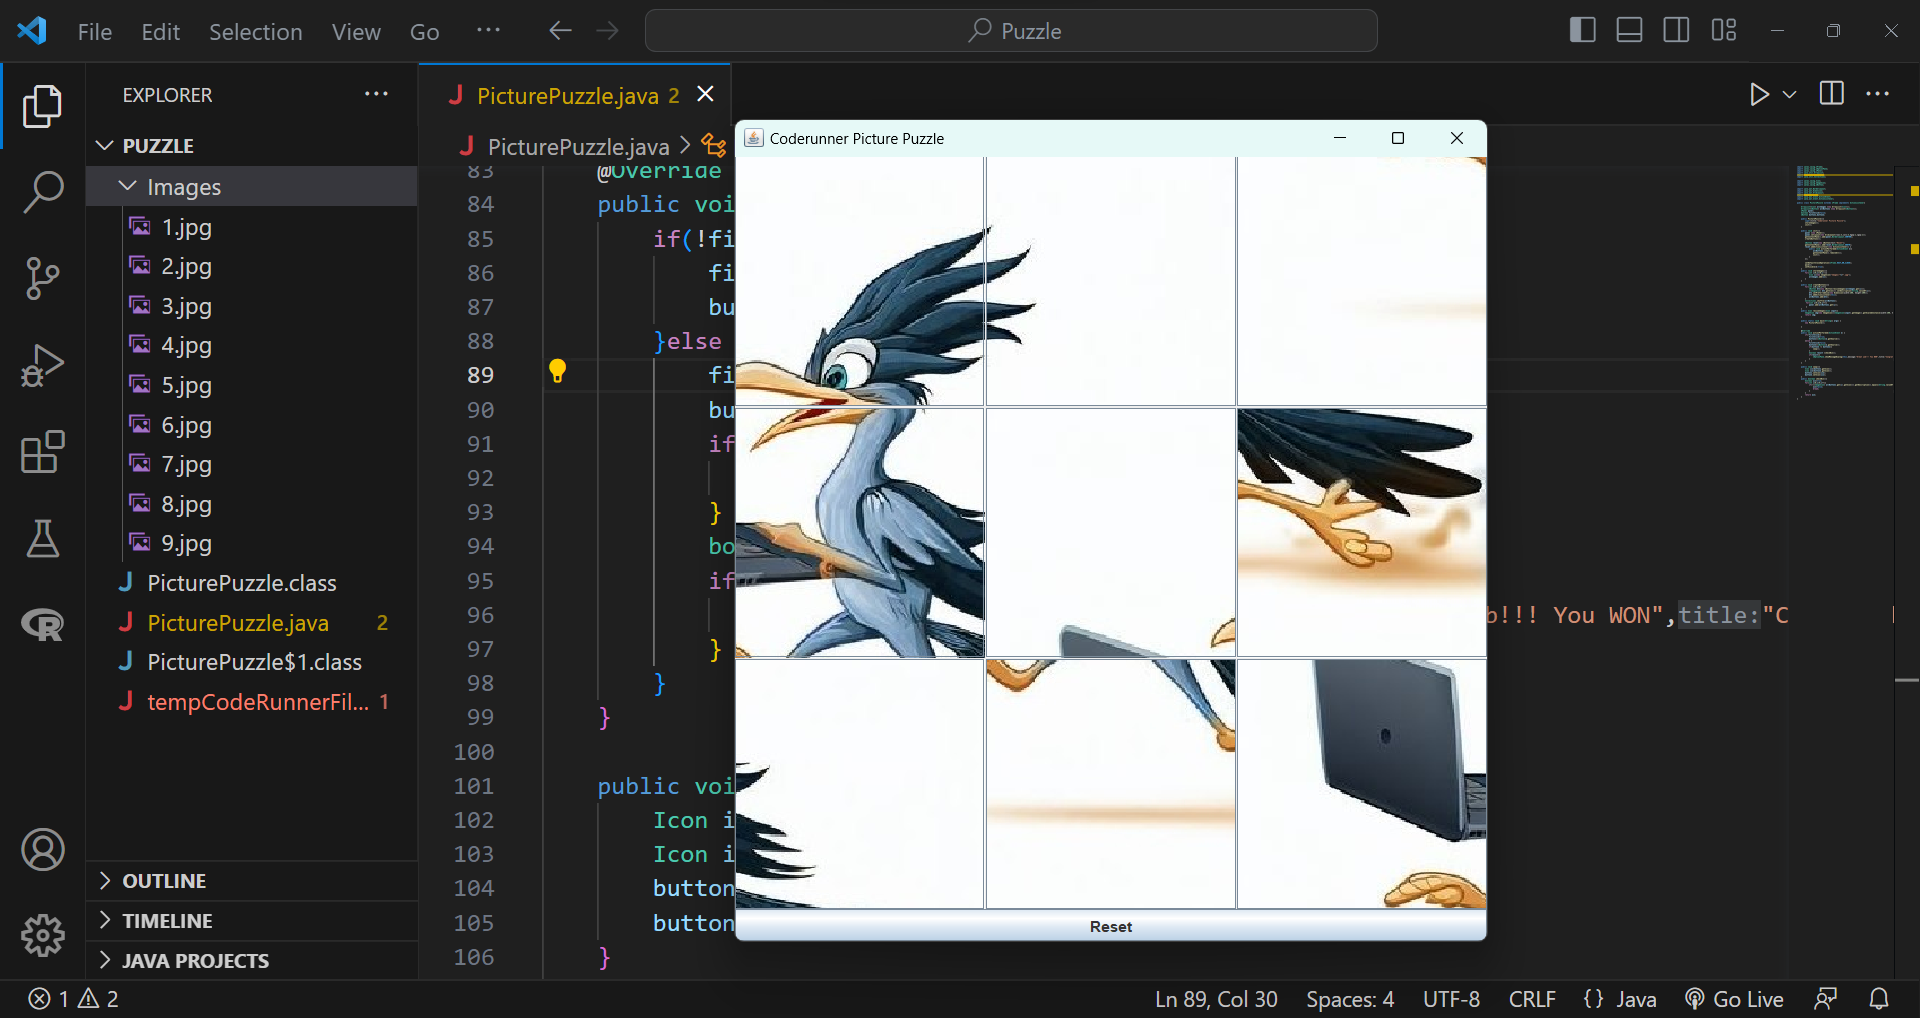 File Edit Selection View Go ··· Puzzle
EXPLORER ···
PUZZLE
Images
1.jpg
2.jpg
3.jpg
4.jpg
5.jpg
6.jpg
7.jpg
8.jpg
9.jpg
PicturePuzzle.class
PicturePuzzle.java 2
PicturePuzzle$1.class
tempCodeRunnerFil... 1
OUTLINE
TIMELINE
JAVA PROJECTS
PicturePuzzle.java 2
PicturePuzzle.java >
83 @Override
84 public voi
85 if(!fi
86 fi
87 bu
88 }else
89 fi
90 bu
91 if
92
93 }
94 bo
95 if
96 b!!! You WON",title:"C
97 }
98 }
99 }
100
101 public voi
102 Icon i
103 Icon i
104 button
105 button
106 }
Coderunner Picture Puzzle
Reset
1 2 Ln 89, Col 30 Spaces: 4 UTF-8 CRLF {} Java Go Live